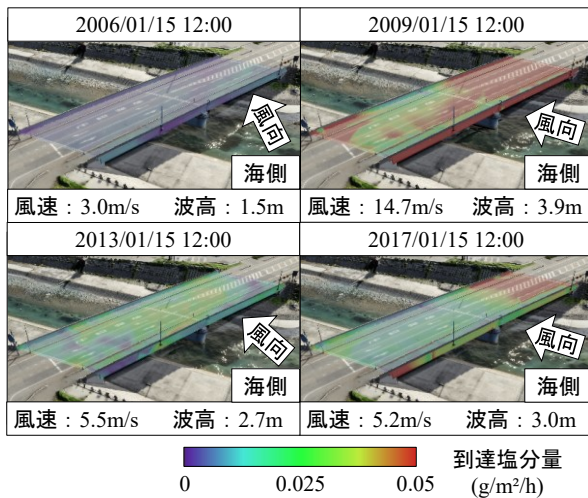 2006/01/15 12:00
2009/01/15 12:00
風向
海側
風向
海側
風速：3.0m/s 波高：1.5m
風速：14.7m/s 波高：3.9m
2013/01/15 12:00
2017/01/15 12:00
風向
海側
風向
海側
風速：5.5m/s 波高：2.7m
風速：5.2m/s 波高：3.0m
0 0.025 0.05
到達塩分量
(g/m²/h)